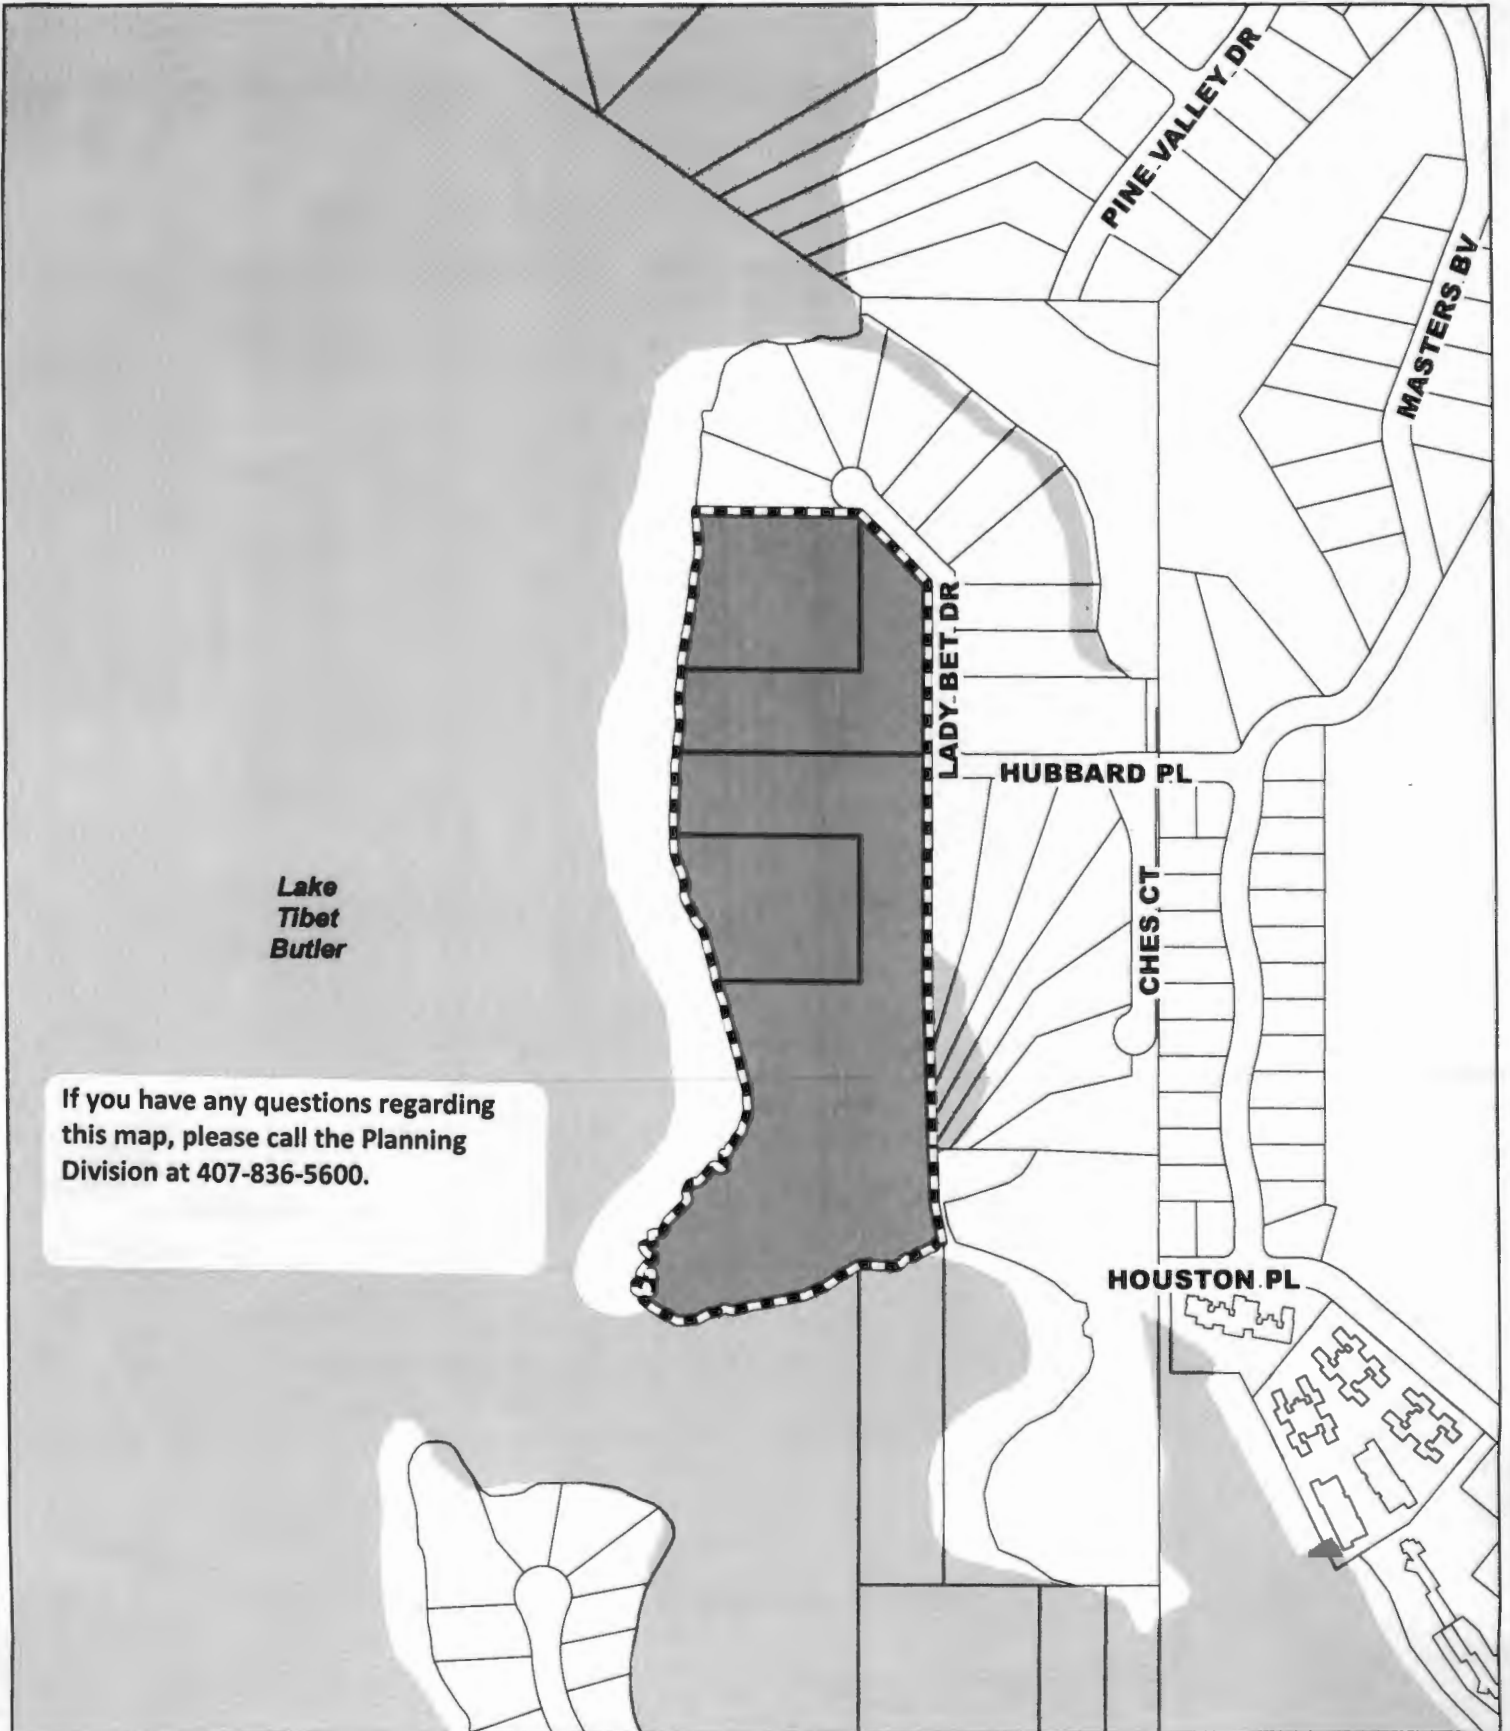 PINE VALLEY DR
MASTERS BV
LADY BET DR
HUBBARD PL
CHES CT
Lake
Tibet
Butler
If you have any questions regarding
this map, please call the Planning
Division at 407-836-5600.
HOUSTON PL